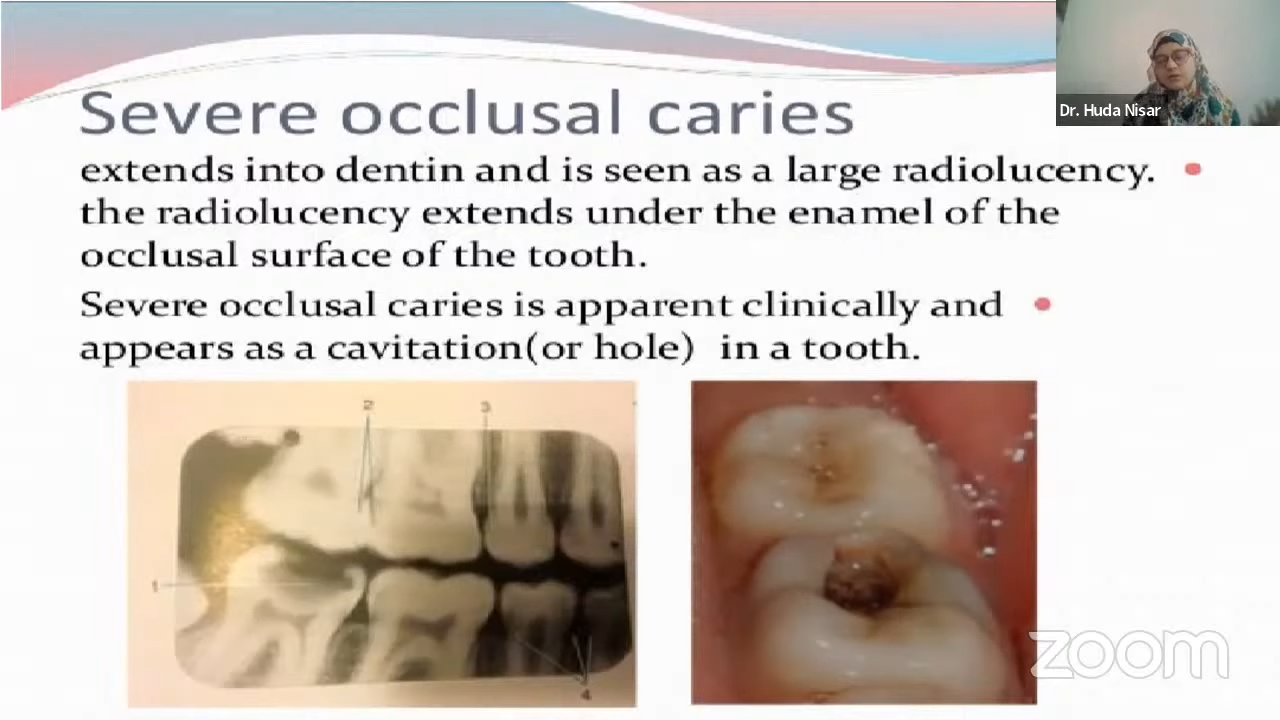 Dr. Huda Nisar
Severe occlusal caries
extends into dentin and is seen as a large radiolucency. •
the radiolucency extends under the enamel of the
occlusal surface of the tooth.
Severe occlusal caries is apparent clinically and •
appears as a cavitation(or hole) in a tooth.
2
3
1
4
zoom